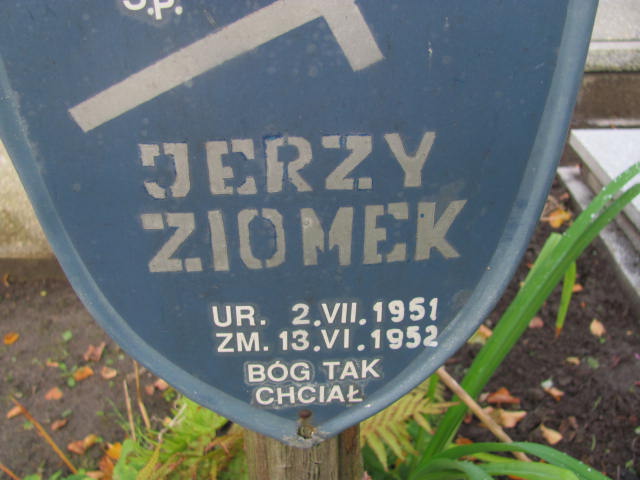 Ś.P.
JERZY
ZIOMEK
UR. 2.VII.1951
ZM. 13.VI.1952
BÓG TAK
CHCIAŁ